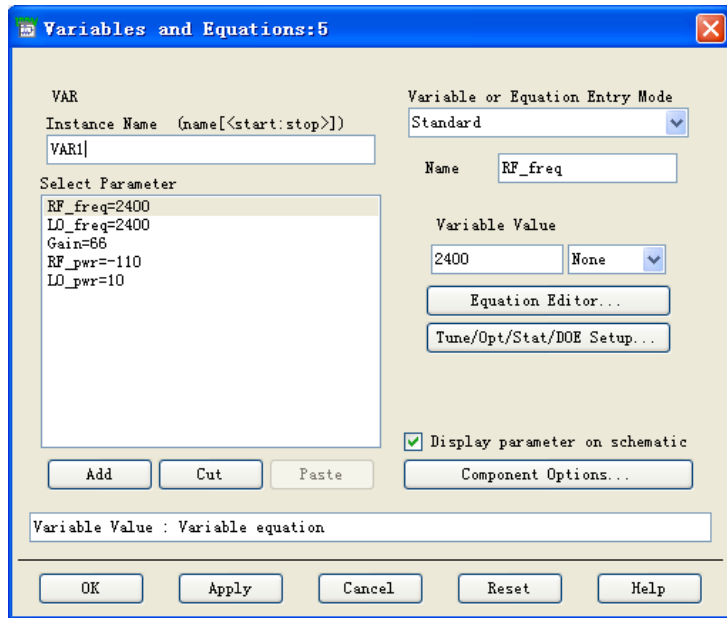 Variables and Equations:5
VAR
Instance Name (name[<start:stop>])
VAR1
Select Parameter
RF_freq=2400
LO_freq=2400
Gain=66
RF_pwr=-110
LO_pwr=10
Add
Cut
Paste
Variable or Equation Entry Mode
Standard
Name RF_freq
Variable Value
2400 None
Equation Editor...
Tune/Opt/Stat/DOE Setup...
Display parameter on schematic
Component Options...
Variable Value : Variable equation
OK
Apply
Cancel
Reset
Help